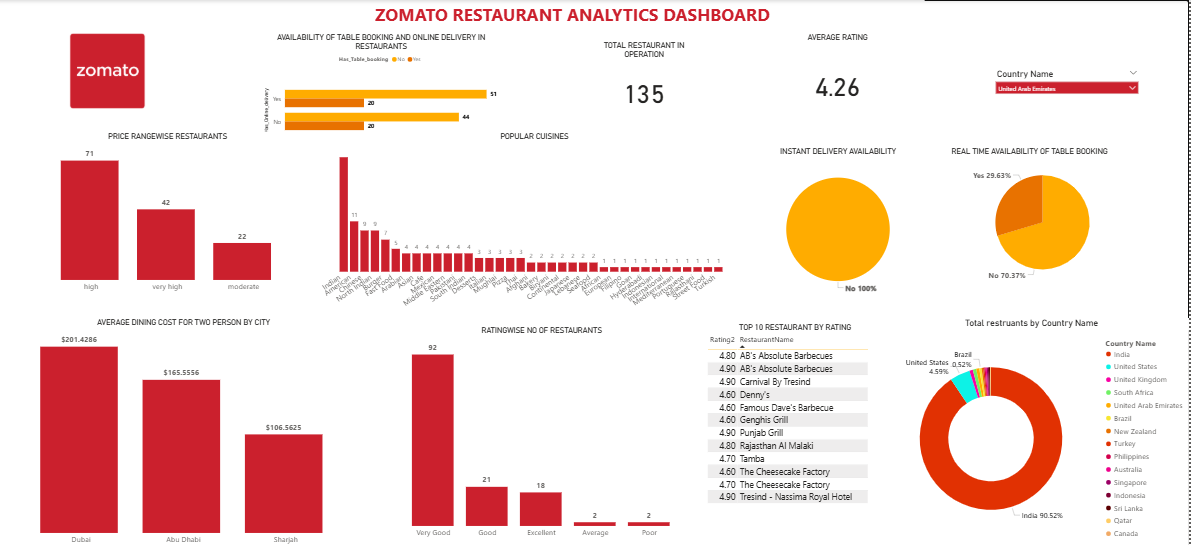 ZOMATO RESTAURANT ANALYTICS DASHBOARD
zomato
AVAILABILITY OF TABLE BOOKING AND ONLINE DELIVERY IN
RESTAURANTS
Has_Table_booking No Yes
Has_Online_delivery
Yes
51
20
No
44
20
TOTAL RESTAURANT IN
OPERATION
135
AVERAGE RATING
4.26
Country Name
United Arab Emirates
PRICE RANGEWISE RESTAURANTS
71
42
22
high very high moderate
POPULAR CUISINES
11 9 9 7 5 4 4 4 4 4 4 4 3 3 3 3 3 2 2 2 2 2 2 2 1 1 1 1 1 1 1 1 1 1 1 1
Indian
American
Chinese
North Indian
Burger
Fast Food
Arabian
Asian
Cafe
Mexican
Middle Eastern
Pakistani
South Indian
Desserts
Italian
Mughlai
Pizza
Thai
Afghani
Bakery
Biryani
Continental
Japanese
Lebanese
Seafood
European
Filipino
Goan
Hyderabadi
Indonesian
International
Mediterranean
Portuguese
Rajasthani
Street Food
Turkish
INSTANT DELIVERY AVAILABILITY
No 100%
REAL TIME AVAILABILITY OF TABLE BOOKING
Yes 29.63%
No 70.37%
AVERAGE DINING COST FOR TWO PERSON BY CITY
$201.4286
$165.5556
$106.5625
Dubai Abu Dhabi Sharjah
RATINGWISE NO OF RESTAURANTS
92
21
18
2
2
Very Good Good Excellent Average Poor
TOP 10 RESTAURANT BY RATING
Rating2 RestaurantName
4.80 AB's Absolute Barbecues
4.90 AB's Absolute Barbecues
4.90 Carnival By Tresind
4.60 Denny's
4.60 Famous Dave's Barbecue
4.60 Genghis Grill
4.90 Punjab Grill
4.80 Rajasthan Al Malaki
4.70 Tamba
4.60 The Cheesecake Factory
4.70 The Cheesecake Factory
4.90 Tresind - Nassima Royal Hotel
Total restruants by Country Name
Brazil
0.52%
United States
4.59%
India 90.52%
Country Name
India
United States
United Kingdom
South Africa
United Arab Emirates
Brazil
New Zealand
Turkey
Philippines
Australia
Singapore
Indonesia
Sri Lanka
Qatar
Canada